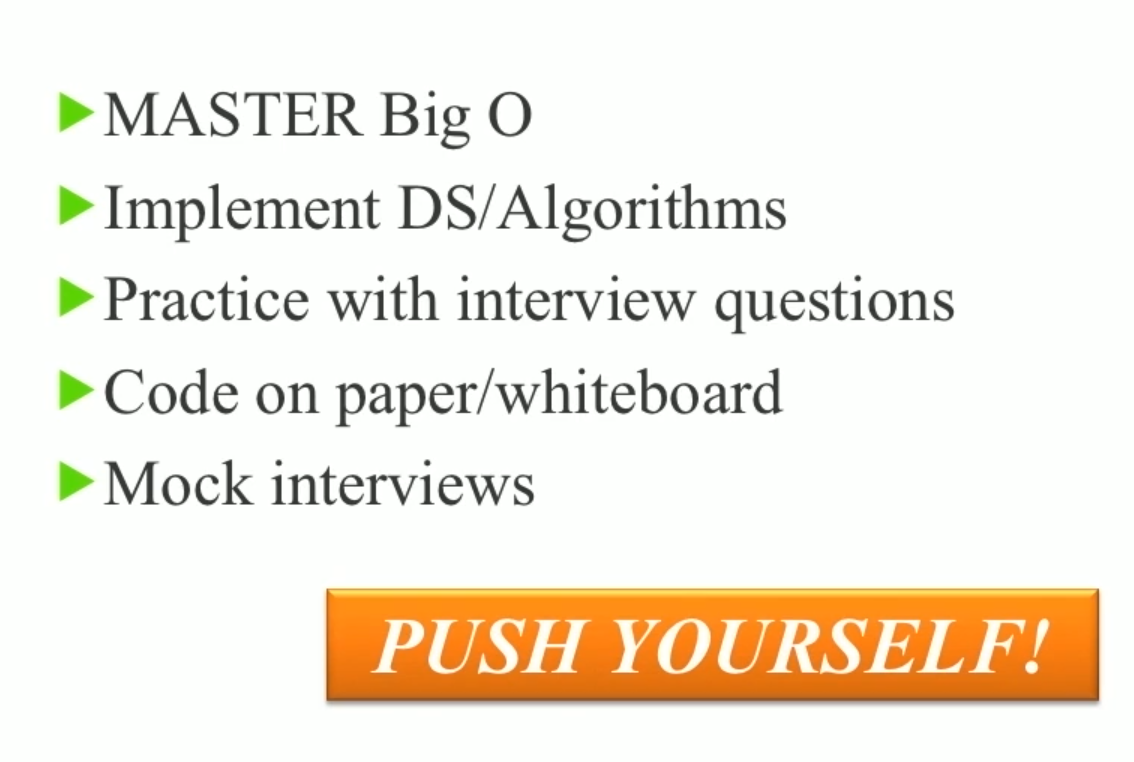 MASTER Big O
Implement DS/Algorithms
Practice with interview questions
Code on paper/whiteboard
Mock interviews
PUSH YOURSELF!